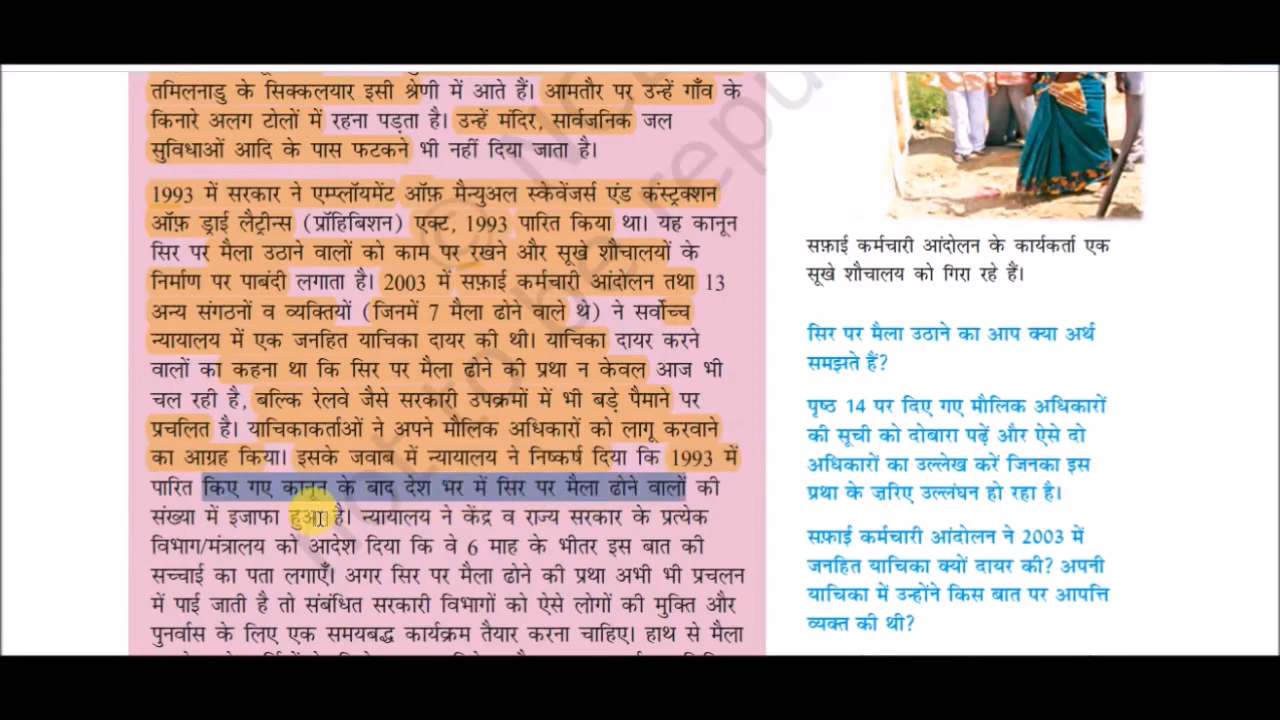 तमिलनाडु के सिक्कलयार इसी श्रेणी में आते हैं। आमतौर पर उन्हें गाँव के
किनारे अलग टोलों में रहना पड़ता है। उन्हें मंदिर, सार्वजनिक जल
सुविधाओं आदि के पास फटकने भी नहीं दिया जाता है।
1993 में सरकार ने एम्प्लॉयमेंट ऑफ़ मैन्युअल स्केवेंजर्स एंड कंस्ट्रक्शन
ऑफ़ ड्राई लैट्रीन्स (प्रॉहिबिशन) एक्ट, 1993 पारित किया था। यह कानून
सिर पर मैला उठाने वालों को काम पर रखने और सूखे शौचालयों के
निर्माण पर पाबंदी लगाता है। 2003 में सफ़ाई कर्मचारी आंदोलन तथा 13
अन्य संगठनों व व्यक्तियों (जिनमें 7 मैला ढोने वाले थे) ने सर्वोच्च
न्यायालय में एक जनहित याचिका दायर की थी। याचिका दायर करने
वालों का कहना था कि सिर पर मैला ढोने की प्रथा न केवल आज भी
चल रही है, बल्कि रेलवे जैसे सरकारी उपक्रमों में भी बड़े पैमाने पर
प्रचलित है। याचिकाकर्ताओं ने अपने मौलिक अधिकारों को लागू करवाने
का आग्रह किया। इसके जवाब में न्यायालय ने निष्कर्ष दिया कि 1993 में
पारित किए गए कानून के बाद देश भर में सिर पर मैला ढोने वालों की
संख्या में इजाफा हुआ है। न्यायालय ने केंद्र व राज्य सरकार के प्रत्येक
विभाग/मंत्रालय को आदेश दिया कि वे 6 माह के भीतर इस बात की
सच्चाई का पता लगाएँ। अगर सिर पर मैला ढोने की प्रथा अभी भी प्रचलन
में पाई जाती है तो संबंधित सरकारी विभागों को ऐसे लोगों की मुक्ति और
पुनर्वास के लिए एक समयबद्ध कार्यक्रम तैयार करना चाहिए। हाथ से मैला
सफ़ाई कर्मचारी आंदोलन के कार्यकर्ता एक
सूखे शौचालय को गिरा रहे हैं।
सिर पर मैला उठाने का आप क्या अर्थ
समझते हैं?
पृष्ठ 14 पर दिए गए मौलिक अधिकारों
की सूची को दोबारा पढ़ें और ऐसे दो
अधिकारों का उल्लेख करें जिनका इस
प्रथा के ज़रिए उल्लंघन हो रहा है।
सफ़ाई कर्मचारी आंदोलन ने 2003 में
जनहित याचिका क्यों दायर की? अपनी
याचिका में उन्होंने किस बात पर आपत्ति
व्यक्त की थी?